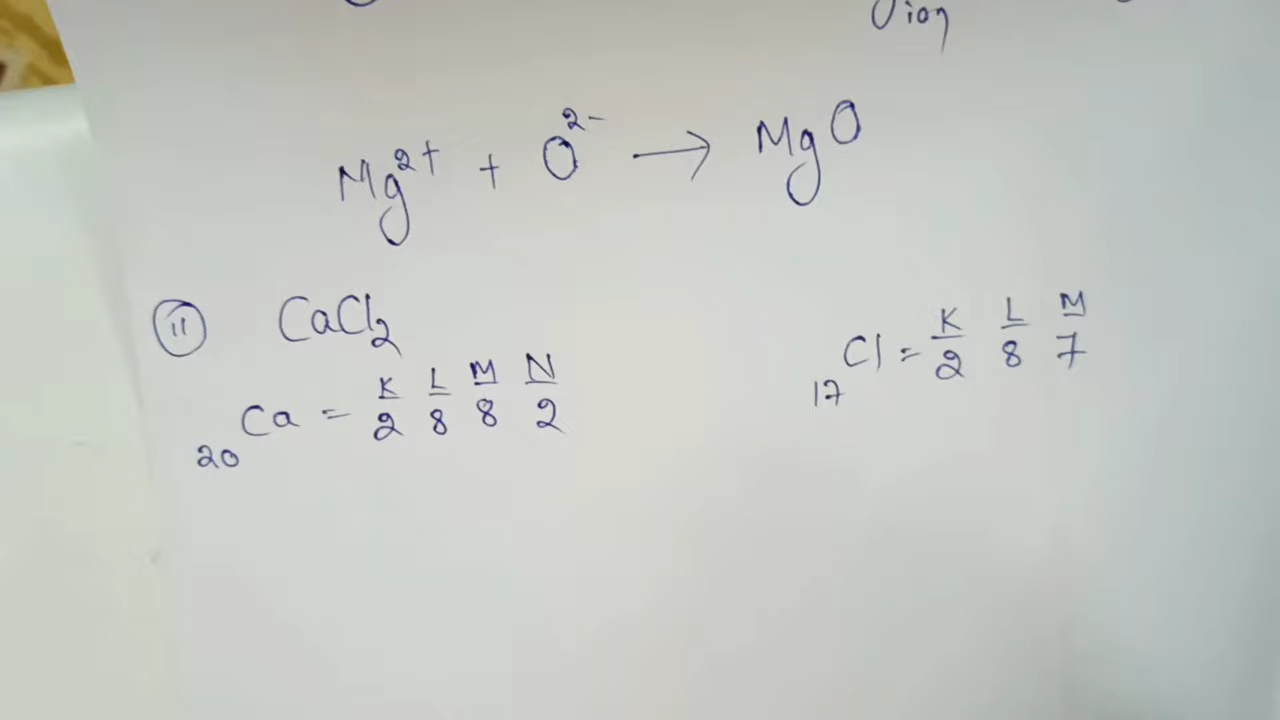 ion
Mg²⁺ + O²⁻ → MgO
(ii) CaCl₂
K L M N
₂₀Ca = 2 8 8 2
K L M
₁₇Cl = 2 8 7